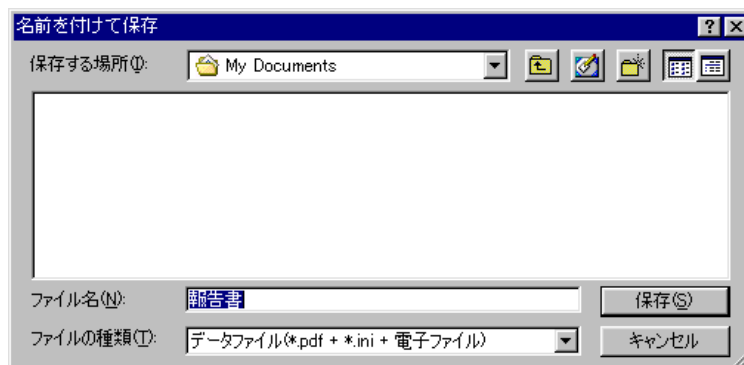 名前を付けて保存
保存する場所(I): My Documents
ファイル名(N): 報告書 保存(S)
ファイルの種類(T): データファイル(*.pdf + *.ini + 電子ファイル) キャンセル